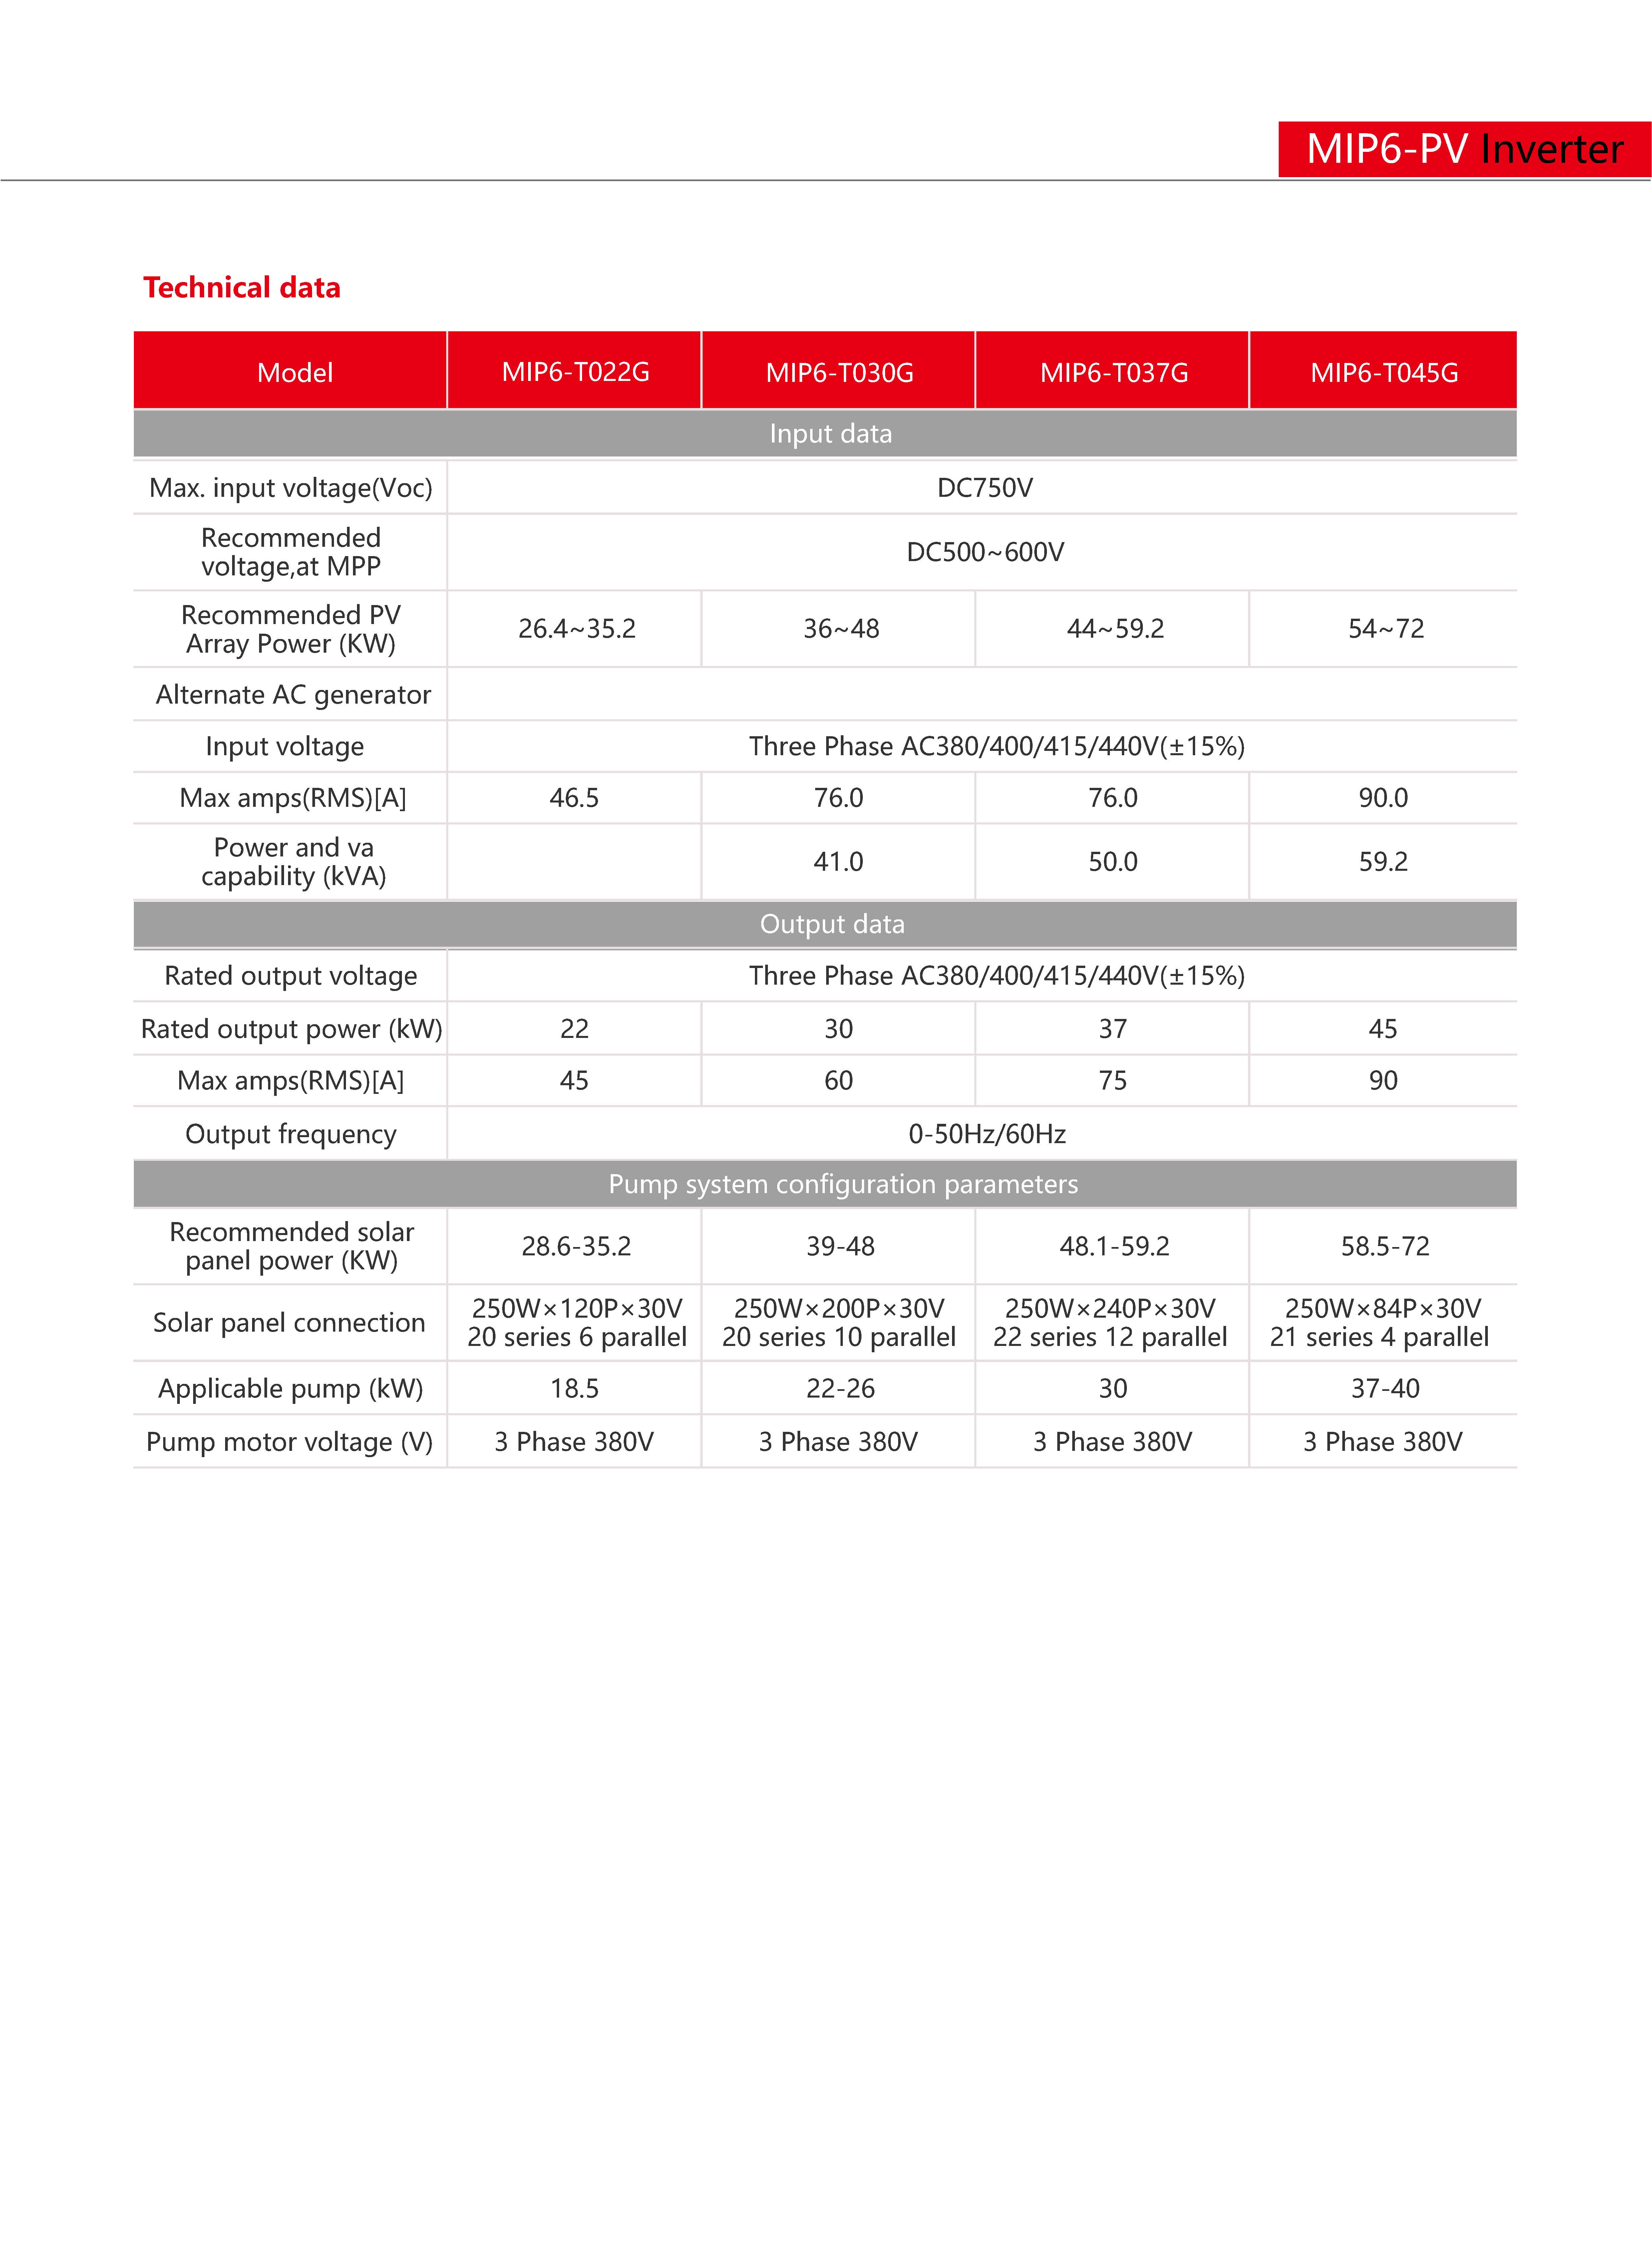 MIP6-PV Inverter
Technical data
Model MIP6-T022G MIP6-T030G MIP6-T037G MIP6-T045G
Input data
Max. input voltage(Voc) DC750V
Recommended
voltage,at MPP DC500~600V
Recommended PV
Array Power (KW) 26.4~35.2 36~48 44~59.2 54~72
Alternate AC generator
Input voltage Three Phase AC380/400/415/440V(±15%)
Max amps(RMS)[A] 46.5 76.0 76.0 90.0
Power and va
capability (kVA) 41.0 50.0 59.2
Output data
Rated output voltage Three Phase AC380/400/415/440V(±15%)
Rated output power (kW) 22 30 37 45
Max amps(RMS)[A] 45 60 75 90
Output frequency 0-50Hz/60Hz
Pump system configuration parameters
Recommended solar
panel power (KW) 28.6-35.2 39-48 48.1-59.2 58.5-72
Solar panel connection 250W×120P×30V 250W×200P×30V 250W×240P×30V 250W×84P×30V
20 series 6 parallel 20 series 10 parallel 22 series 12 parallel 21 series 4 parallel
Applicable pump (kW) 18.5 22-26 30 37-40
Pump motor voltage (V) 3 Phase 380V 3 Phase 380V 3 Phase 380V 3 Phase 380V